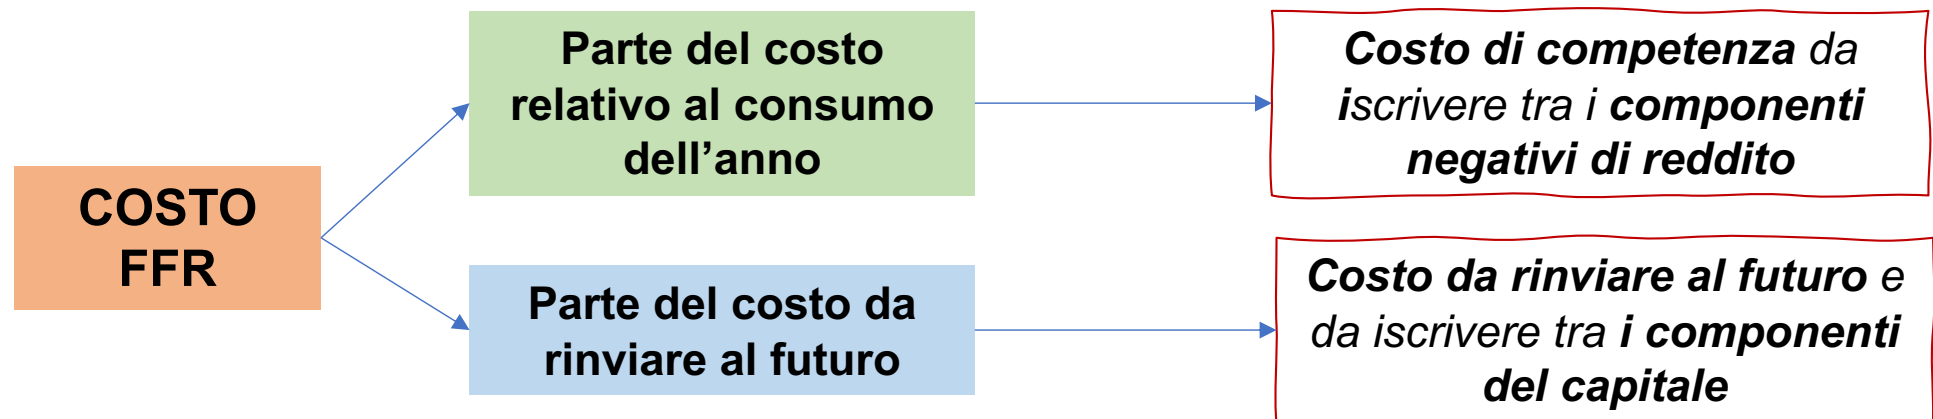 COSTO
FFR
Parte del costo
relativo al consumo
dell’anno
Costo di competenza da
iscrivere tra i componenti
negativi di reddito
Parte del costo da
rinviare al futuro
Costo da rinviare al futuro e
da iscrivere tra i componenti
del capitale